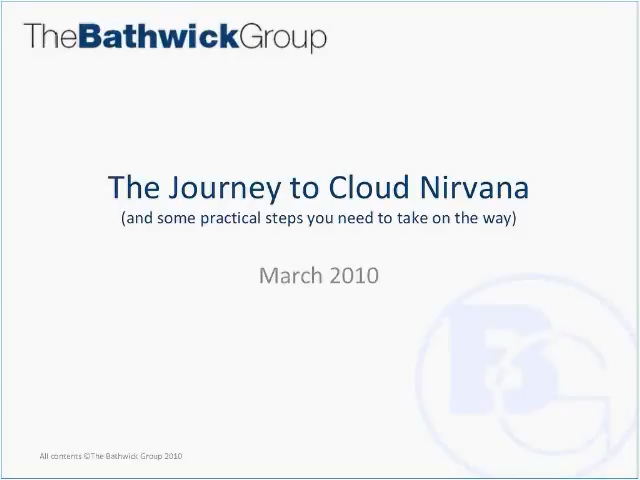 TheBathwickGroup
The Journey to Cloud Nirvana
(and some practical steps you need to take on the way)
March 2010
BG
All contents ©The Bathwick Group 2010